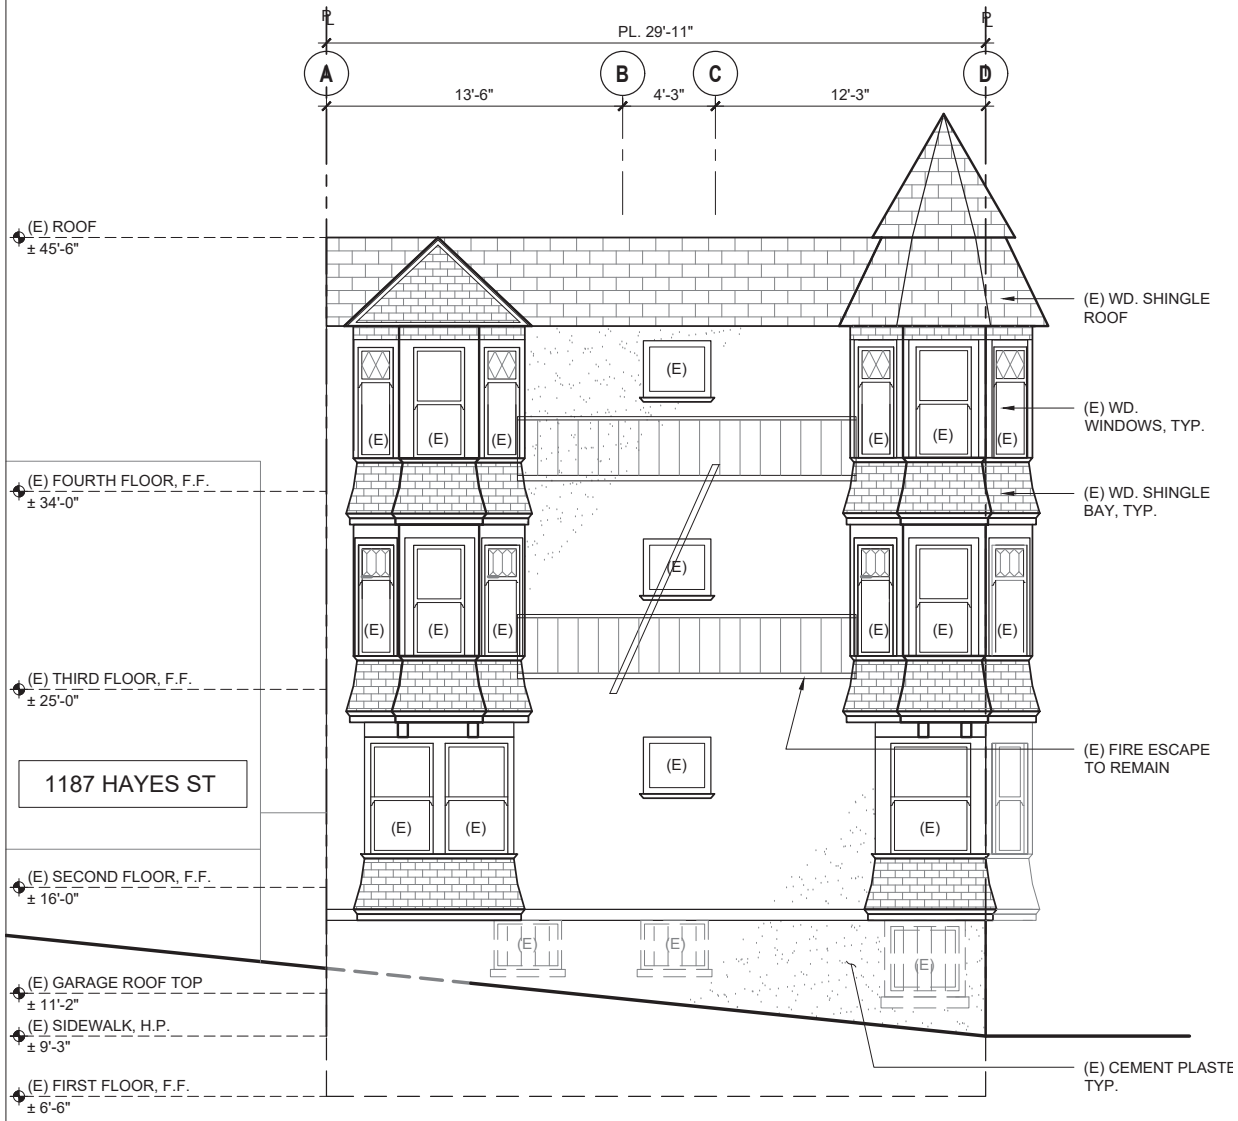 PL
PL
PL. 29'-11"
A
B
C
D
13'-6"
4'-3"
12'-3"
(E) ROOF
± 45'-6"
(E) WD. SHINGLE
ROOF
(E)
(E) WD.
WINDOWS, TYP.
(E)
(E)
(E)
(E)
(E)
(E)
(E) FOURTH FLOOR, F.F.
± 34'-0"
(E) WD. SHINGLE
BAY, TYP.
(E)
(E)
(E)
(E)
(E)
(E)
(E)
(E) THIRD FLOOR, F.F.
± 25'-0"
(E) FIRE ESCAPE
TO REMAIN
(E)
1187 HAYES ST
(E)
(E)
(E)
(E) SECOND FLOOR, F.F.
± 16'-0"
(E)
(E)
(E)
(E) GARAGE ROOF TOP
± 11'-2"
(E) SIDEWALK, H.P.
± 9'-3"
(E) CEMENT PLASTE
TYP.
(E) FIRST FLOOR, F.F.
± 6'-6"